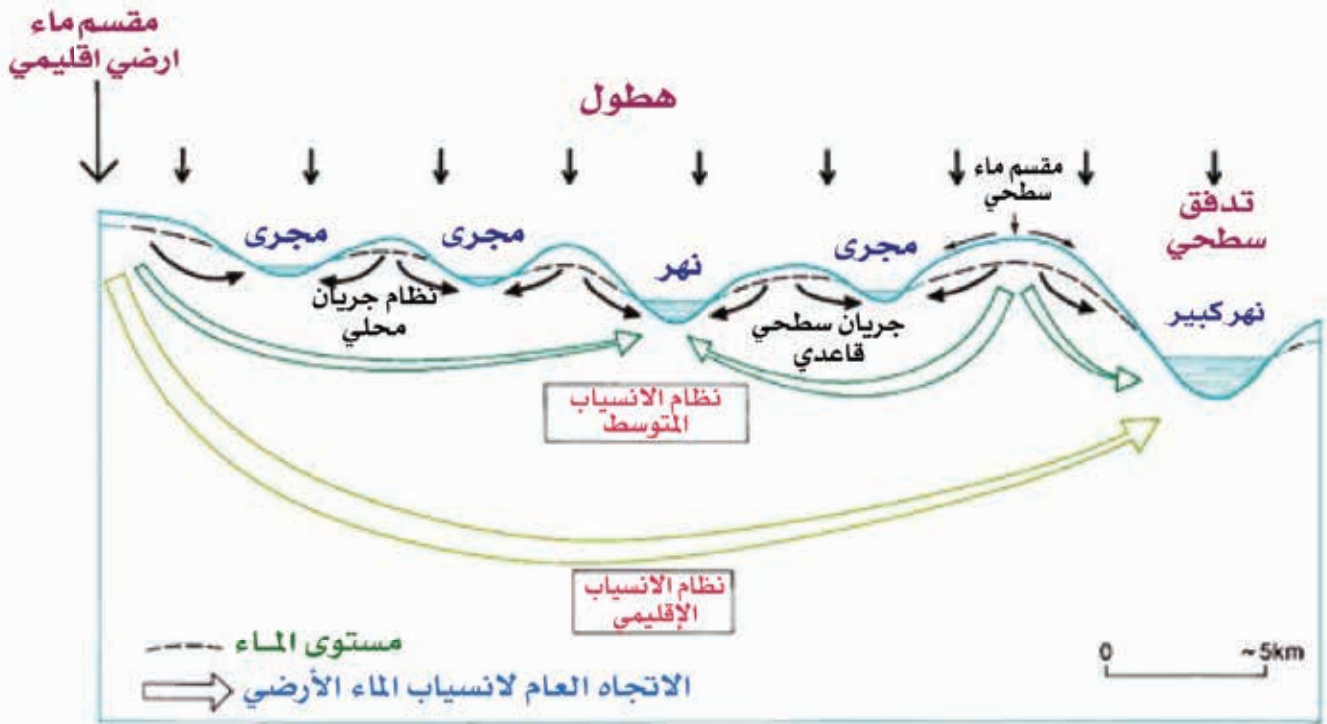 مقسم ماء
ارضي اقليمي
هطول
مقسم ماء
سطحي
تدفق
سطحي
مجرى
مجرى
نهر
مجرى
نهر كبير
نظام جريان
محلي
جريان سطحي
قاعدي
نظام الانسياب
المتوسط
نظام الانسياب
الإقليمي
مستوى الماء
الاتجاه العام لانسياب الماء الأرضي
0 ~5km